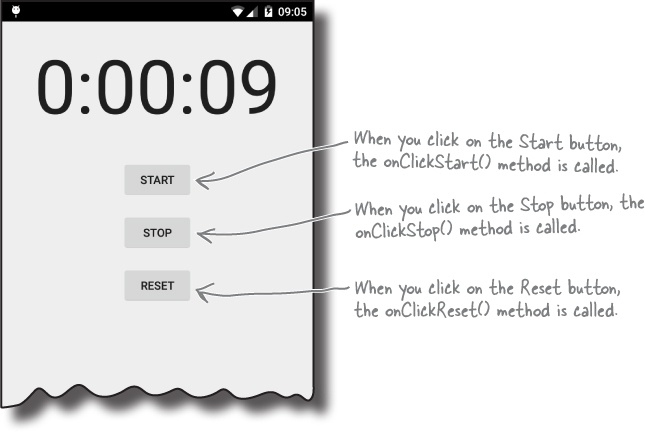 09:05
0:00:09
START
When you click on the Start button,
the onClickStart() method is called.
STOP
When you click on the Stop button, the
onClickStop() method is called.
RESET
When you click on the Reset button,
the onClickReset() method is called.